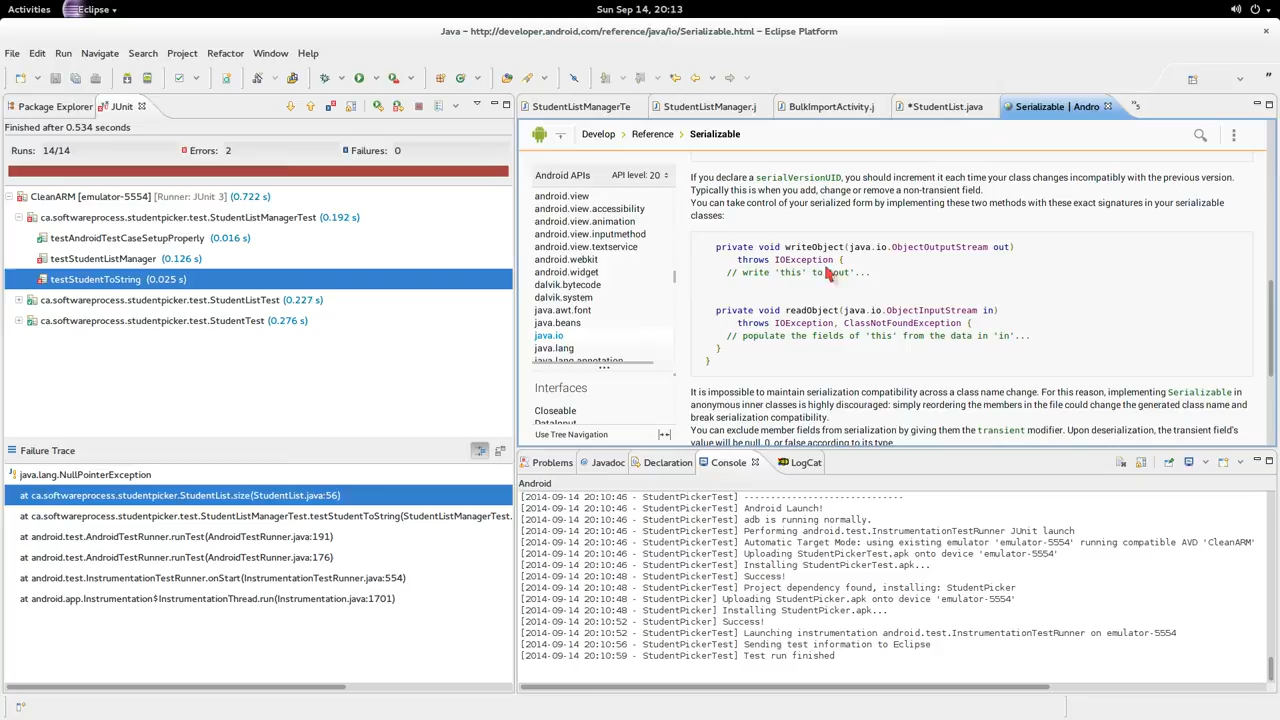 Activities
Eclipse
Sun Sep 14, 20:13
Java – http://developer.android.com/reference/java/io/Serializable.html – Eclipse Platform
File Edit Run Navigate Search Project Refactor Window Help
Package Explorer
JUnit
StudentListManagerTe
StudentListManager.j
BulkImportActivity.j
*StudentList.java
Serializable | Andro
Finished after 0.534 seconds
Runs: 14/14
Errors: 2
Failures: 0
CleanARM [emulator-5554] [Runner: JUnit 3] (0.722 s)
ca.softwareprocess.studentpicker.test.StudentListManagerTest (0.192 s)
testAndroidTestCaseSetupProperly (0.016 s)
testStudentListManager (0.126 s)
testStudentToString (0.025 s)
ca.softwareprocess.studentpicker.test.StudentListTest (0.227 s)
ca.softwareprocess.studentpicker.test.StudentTest (0.276 s)
Failure Trace
java.lang.NullPointerException
at ca.softwareprocess.studentpicker.StudentList.size(StudentList.java:56)
at ca.softwareprocess.studentpicker.test.StudentListManagerTest.testStudentToString(StudentListManagerTest.
at android.test.AndroidTestRunner.runTest(AndroidTestRunner.java:191)
at android.test.AndroidTestRunner.runTest(AndroidTestRunner.java:176)
at android.test.InstrumentationTestRunner.onStart(InstrumentationTestRunner.java:554)
at android.app.Instrumentation$InstrumentationThread.run(Instrumentation.java:1701)
Develop
Reference
Serializable
Android APIs
API level: 20
android.view
android.view.accessibility
android.view.animation
android.view.inputmethod
android.view.textservice
android.webkit
android.widget
dalvik.bytecode
dalvik.system
java.awt.font
java.beans
java.io
java.lang
java.lang.annotation
Interfaces
Closeable
DataInput
Use Tree Navigation
If you declare a serialVersionUID, you should increment it each time your class changes incompatibly with the previous version.
Typically this is when you add, change or remove a non-transient field.
You can take control of your serialized form by implementing these two methods with these exact signatures in your serializable
classes:
private void writeObject(java.io.ObjectOutputStream out)
throws IOException {
// write 'this' to 'out'...
private void readObject(java.io.ObjectInputStream in)
throws IOException, ClassNotFoundException {
// populate the fields of 'this' from the data in 'in'...
}
}
It is impossible to maintain serialization compatibility across a class name change. For this reason, implementing Serializable in
anonymous inner classes is highly discouraged: simply reordering the members in the file could change the generated class name and
break serialization compatibility.
You can exclude member fields from serialization by giving them the transient modifier. Upon deserialization, the transient field's
value will be null, 0, or false according to its type.
Problems
Javadoc
Declaration
Console
LogCat
Android
[2014-09-14 20:10:46 - StudentPickerTest] ------------------------------
[2014-09-14 20:10:46 - StudentPickerTest] Android Launch!
[2014-09-14 20:10:46 - StudentPickerTest] adb is running normally.
[2014-09-14 20:10:46 - StudentPickerTest] Performing android.test.InstrumentationTestRunner JUnit launch
[2014-09-14 20:10:46 - StudentPickerTest] Automatic Target Mode: using existing emulator 'emulator-5554' running compatible AVD 'CleanARM'
[2014-09-14 20:10:46 - StudentPickerTest] Uploading StudentPickerTest.apk onto device 'emulator-5554'
[2014-09-14 20:10:46 - StudentPickerTest] Installing StudentPickerTest.apk...
[2014-09-14 20:10:48 - StudentPickerTest] Success!
[2014-09-14 20:10:48 - StudentPickerTest] Project dependency found, installing: StudentPicker
[2014-09-14 20:10:48 - StudentPicker] Uploading StudentPicker.apk onto device 'emulator-5554'
[2014-09-14 20:10:48 - StudentPicker] Installing StudentPicker.apk...
[2014-09-14 20:10:52 - StudentPicker] Success!
[2014-09-14 20:10:52 - StudentPickerTest] Launching instrumentation android.test.InstrumentationTestRunner on emulator-5554
[2014-09-14 20:10:56 - StudentPickerTest] Sending test information to Eclipse
[2014-09-14 20:10:59 - StudentPickerTest] Test run finished